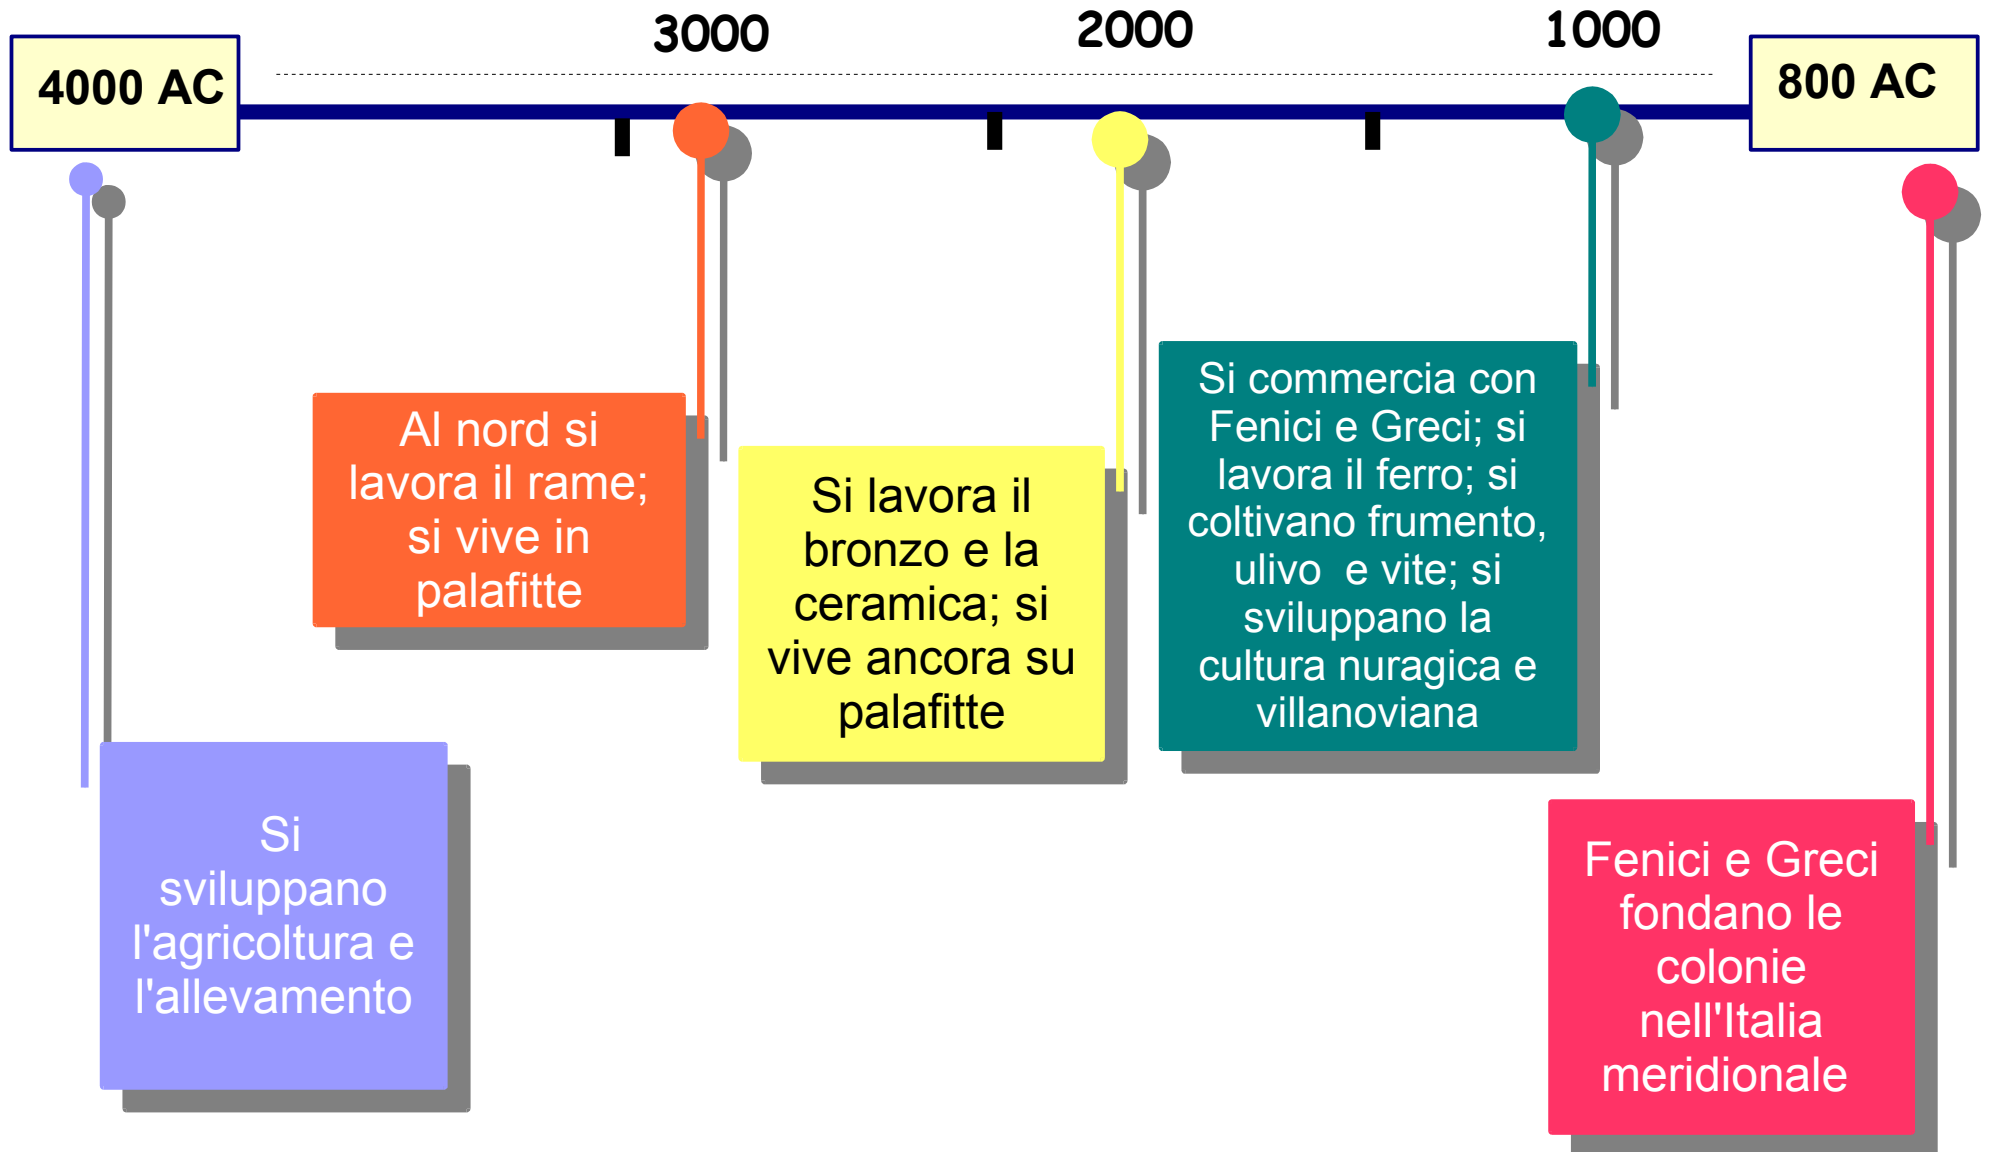 4000 AC
3000
2000
1000
800 AC
Al nord si
lavora il rame;
si vive in
palafitte
Si lavora il
bronzo e la
ceramica; si
vive ancora su
palafitte
Si commercia con
Fenici e Greci; si
lavora il ferro; si
coltivano frumento,
ulivo  e vite; si
sviluppano la
cultura nuragica e
villanoviana
Si
sviluppano
l'agricoltura e
l'allevamento
Fenici e Greci
fondano le
colonie
nell'Italia
meridionale